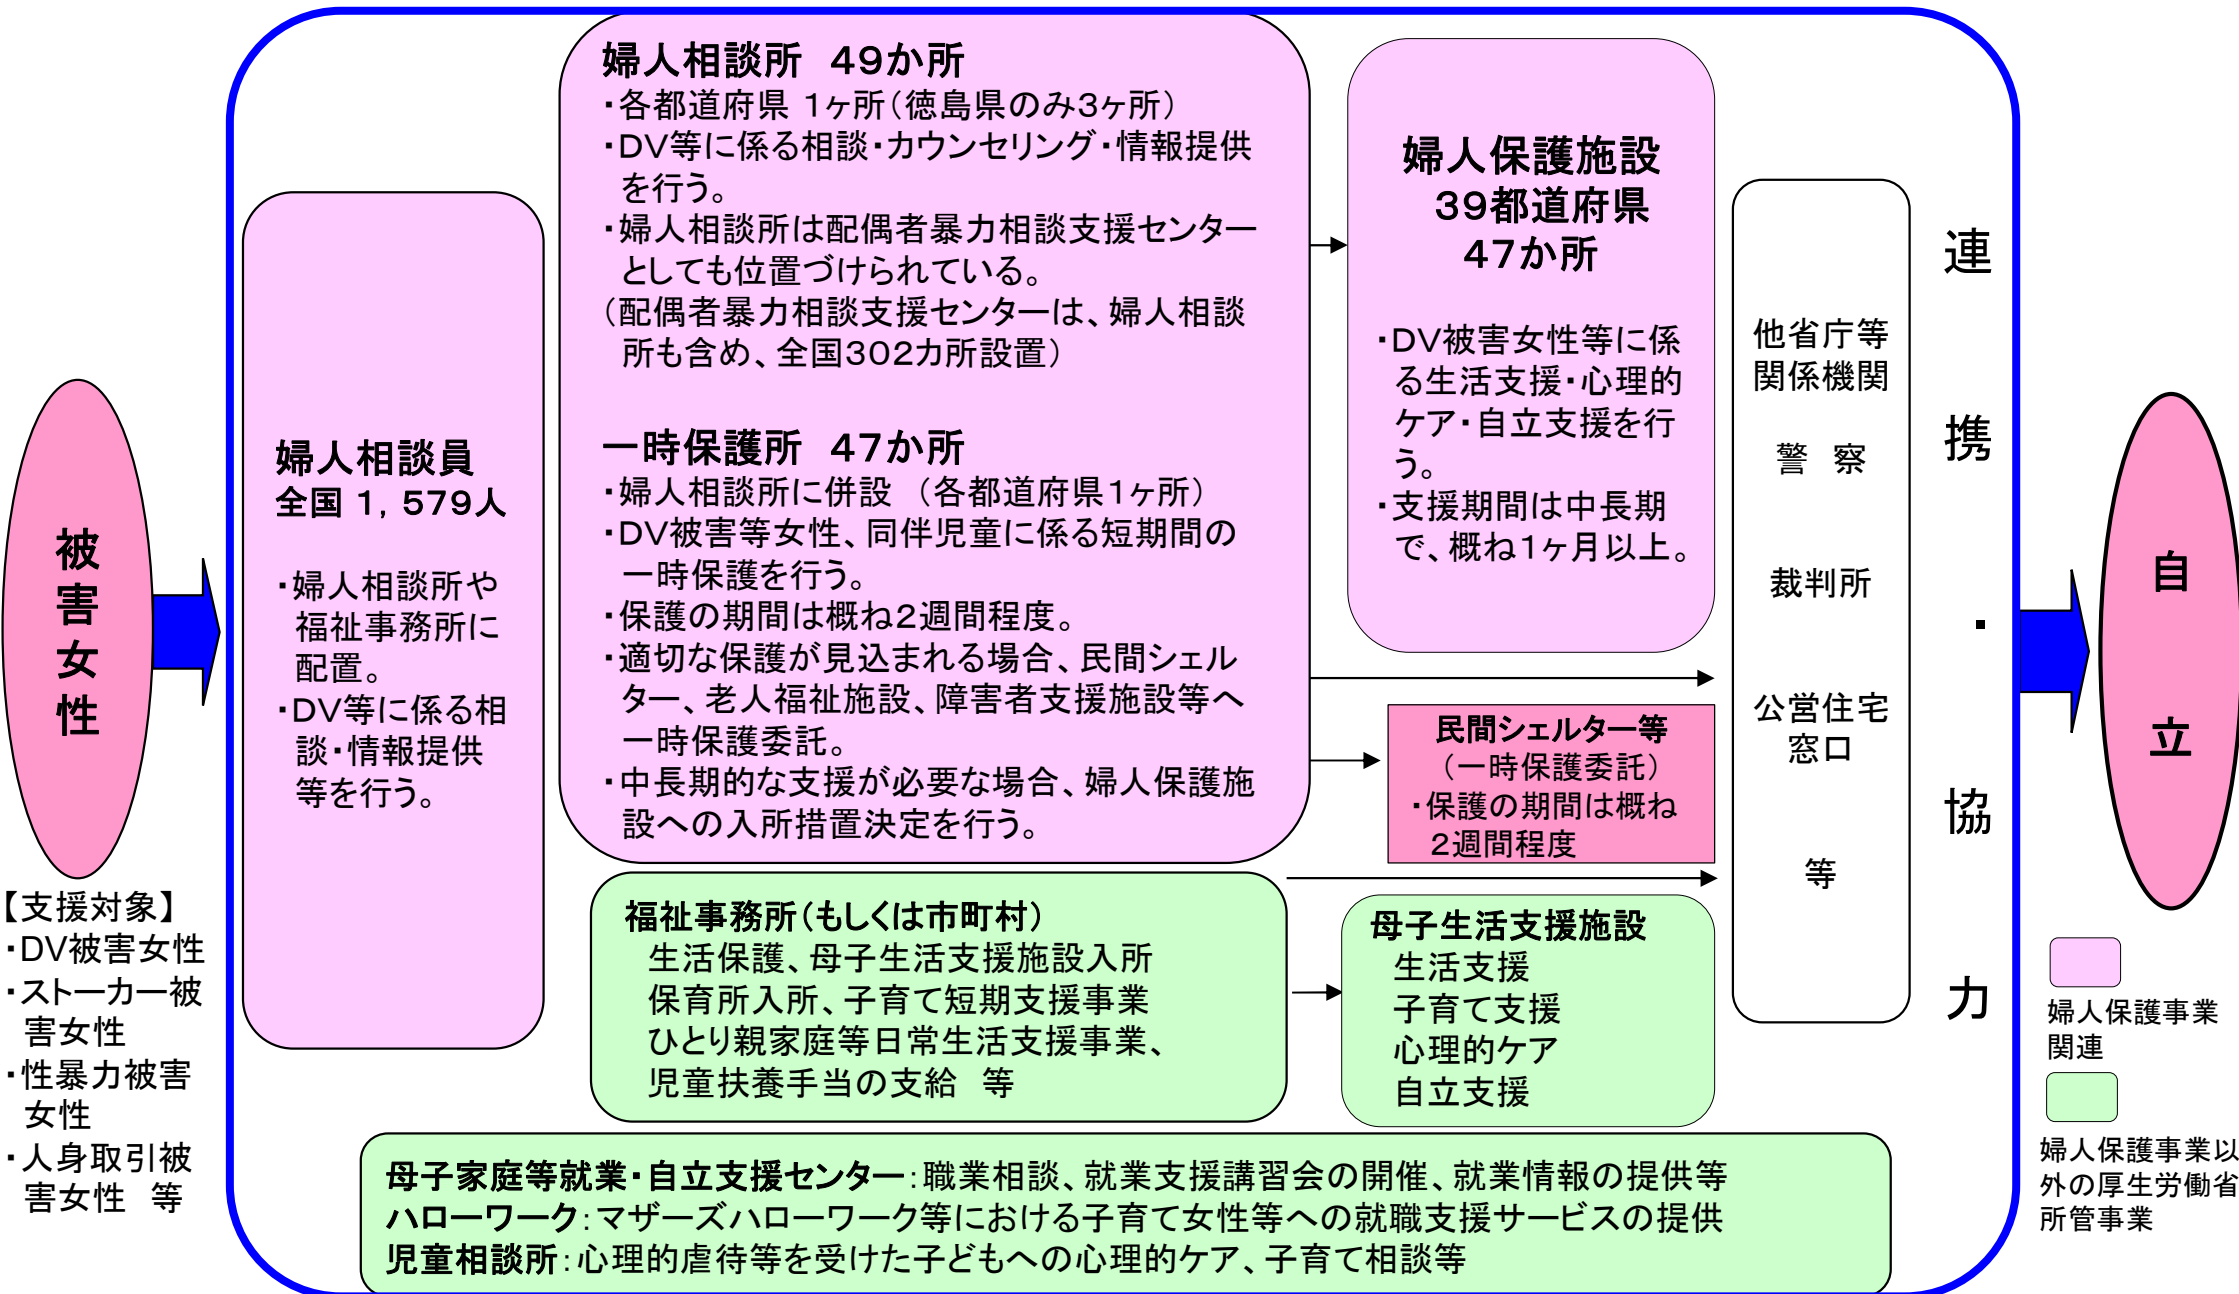 被害女性
【支援対象】
・DV被害女性
・ストーカー被
害女性
・性暴力被害
女性
・人身取引被
害女性　等
婦人相談員
全国 1，579人
・婦人相談所や
福祉事務所に
配置。
・DV等に係る相
談・情報提供
等を行う。
婦人相談所　49か所
・各都道府県 1ヶ所（徳島県のみ3ヶ所）
・DV等に係る相談・カウンセリング・情報提供
を行う。
・婦人相談所は配偶者暴力相談支援センター
としても位置づけられている。
（配偶者暴力相談支援センターは、婦人相談
所も含め、全国302カ所設置）
一時保護所　47か所
・婦人相談所に併設　（各都道府県1ヶ所）
・DV被害等女性、同伴児童に係る短期間の
一時保護を行う。
・保護の期間は概ね2週間程度。
・適切な保護が見込まれる場合、民間シェル
ター、老人福祉施設、障害者支援施設等へ
一時保護委託。
・中長期的な支援が必要な場合、婦人保護施
設への入所措置決定を行う。
婦人保護施設
39都道府県
47か所
・DV被害女性等に係
る生活支援・心理的
ケア・自立支援を行
う。
・支援期間は中長期
で、概ね1ヶ月以上。
民間シェルター等
（一時保護委託）
・保護の期間は概ね
2週間程度
福祉事務所（もしくは市町村）
生活保護、母子生活支援施設入所
保育所入所、子育て短期支援事業
ひとり親家庭等日常生活支援事業、
児童扶養手当の支給　等
母子生活支援施設
生活支援
子育て支援
心理的ケア
自立支援
母子家庭等就業・自立支援センター：職業相談、就業支援講習会の開催、就業情報の提供等
ハローワーク：マザーズハローワーク等における子育て女性等への就職支援サービスの提供
児童相談所：心理的虐待等を受けた子どもへの心理的ケア、子育て相談等
他省庁等
関係機関
警　察
裁判所
公営住宅
窓口
等
連携・協力
自立
婦人保護事業
関連
婦人保護事業以
外の厚生労働省
所管事業